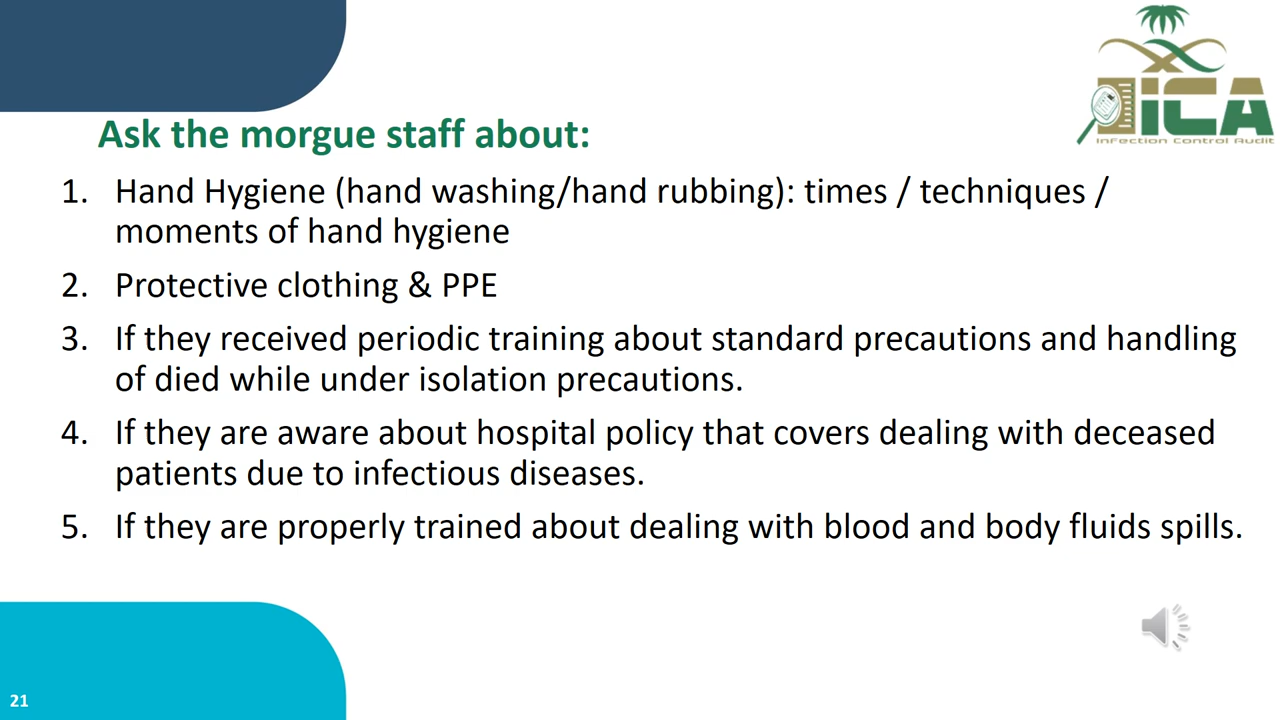 iCA
Infection Control Audit
Ask the morgue staff about:
1. Hand Hygiene (hand washing/hand rubbing): times / techniques /
moments of hand hygiene
2. Protective clothing & PPE
3. If they received periodic training about standard precautions and handling
of died while under isolation precautions.
4. If they are aware about hospital policy that covers dealing with deceased
patients due to infectious diseases.
5. If they are properly trained about dealing with blood and body fluids spills.
21